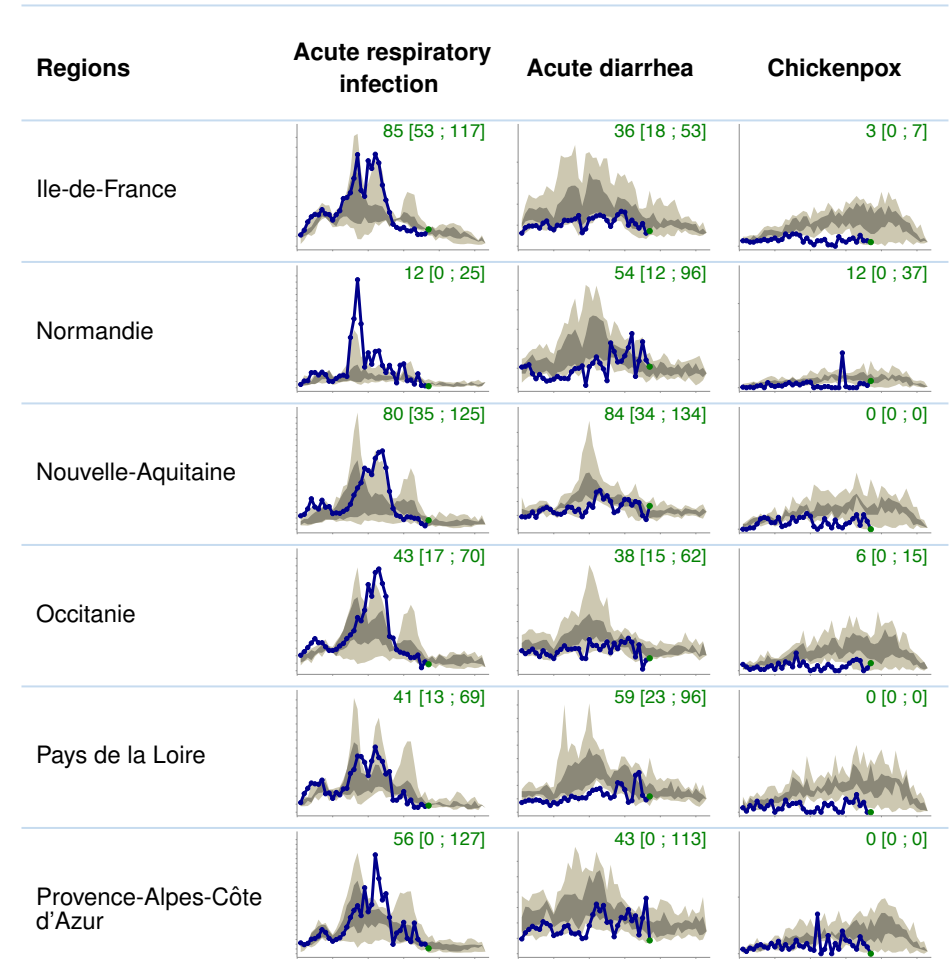 Regions
Acute respiratory
infection
Acute diarrhea
Chickenpox
Ile-de-France
85 [53 ; 117]
36 [18 ; 53]
3 [0 ; 7]
Normandie
12 [0 ; 25]
54 [12 ; 96]
12 [0 ; 37]
Nouvelle-Aquitaine
80 [35 ; 125]
84 [34 ; 134]
0 [0 ; 0]
Occitanie
43 [17 ; 70]
38 [15 ; 62]
6 [0 ; 15]
Pays de la Loire
41 [13 ; 69]
59 [23 ; 96]
0 [0 ; 0]
Provence-Alpes-Côte
d'Azur
56 [0 ; 127]
43 [0 ; 113]
0 [0 ; 0]